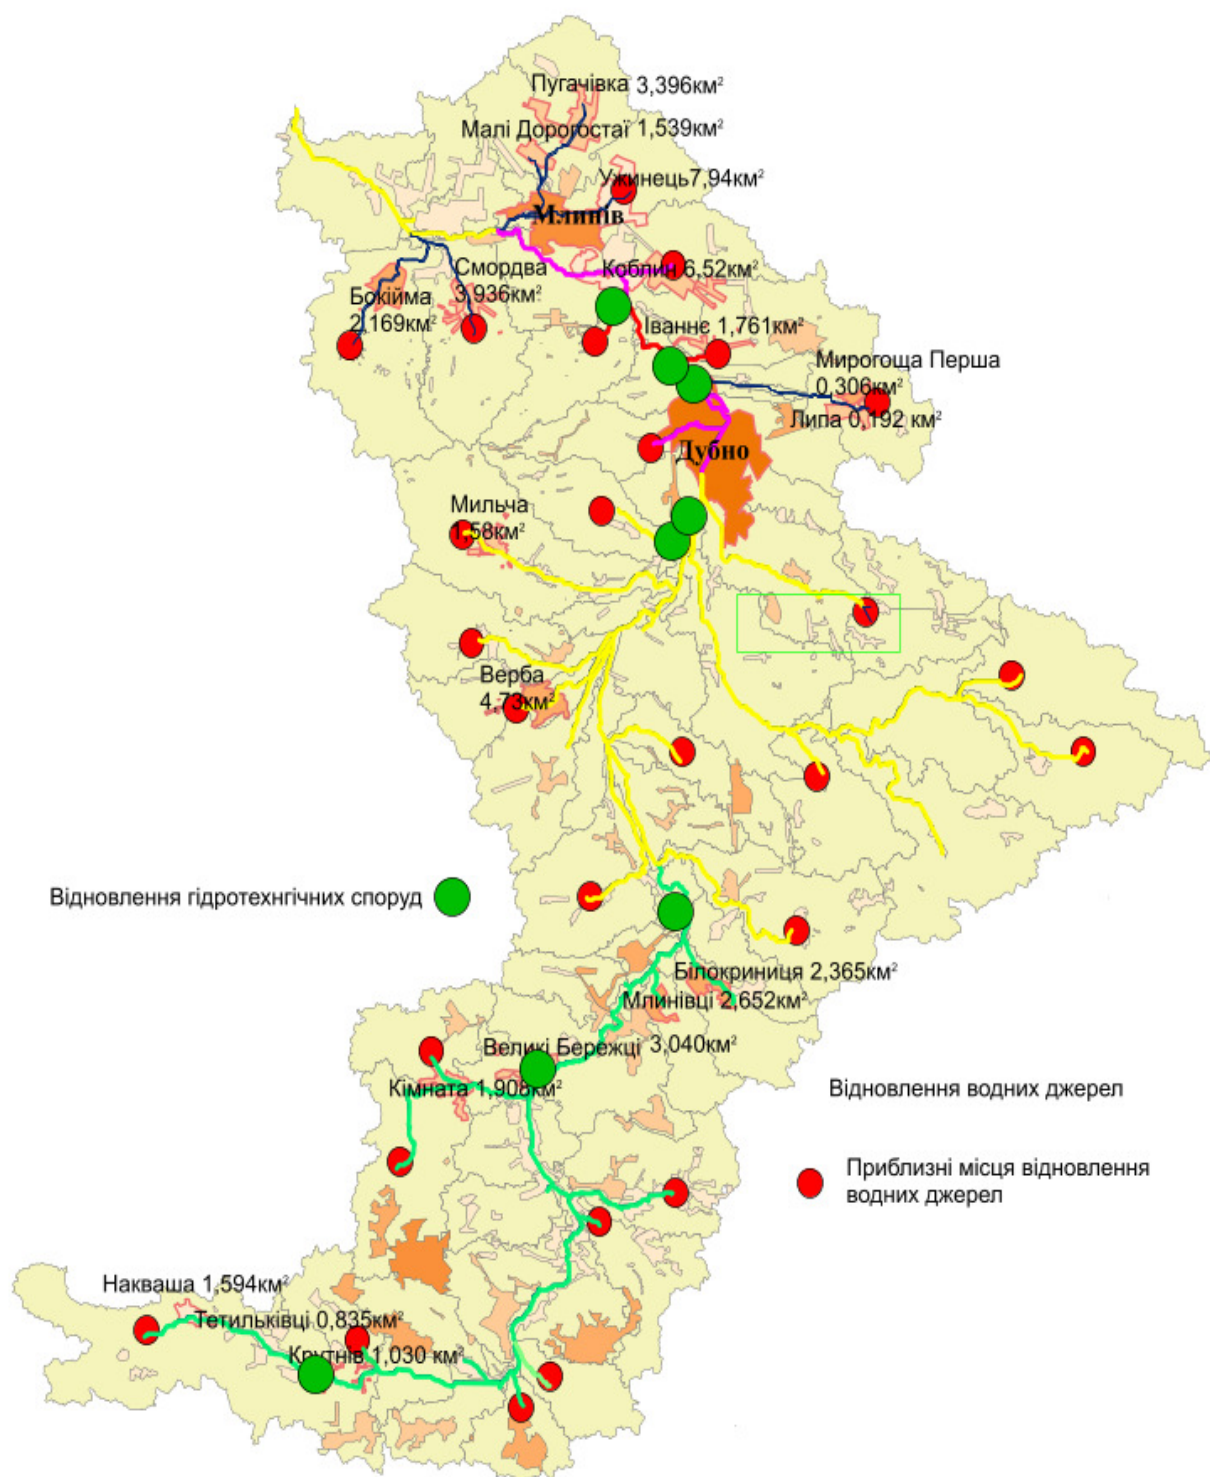 Пугачівка 3,396км²
Малі Дорогостаї 1,539км²
Ужинець7,94км²
Млинів
Смордва
3,936км²
Коблин 6,52км²
Бокійма
2,169км²
Іваннє 1,761км²
Мирогоща Перша
0,306км²
Липа 0,192 км²
Дубно
Мильча
1,58км²
Верба
4,73км²
Відновлення гідротехнгічних споруд
Білокриниця 2,365км²
Млинівці 2,652км²
Великі Бережці 3,040км²
Кімната 1,908км²
Відновлення водних джерел
Приблизні місця відновлення
водних джерел
Накваша 1,594км²
Тетильківці 0,835км²
Крутнів 1,030 км²